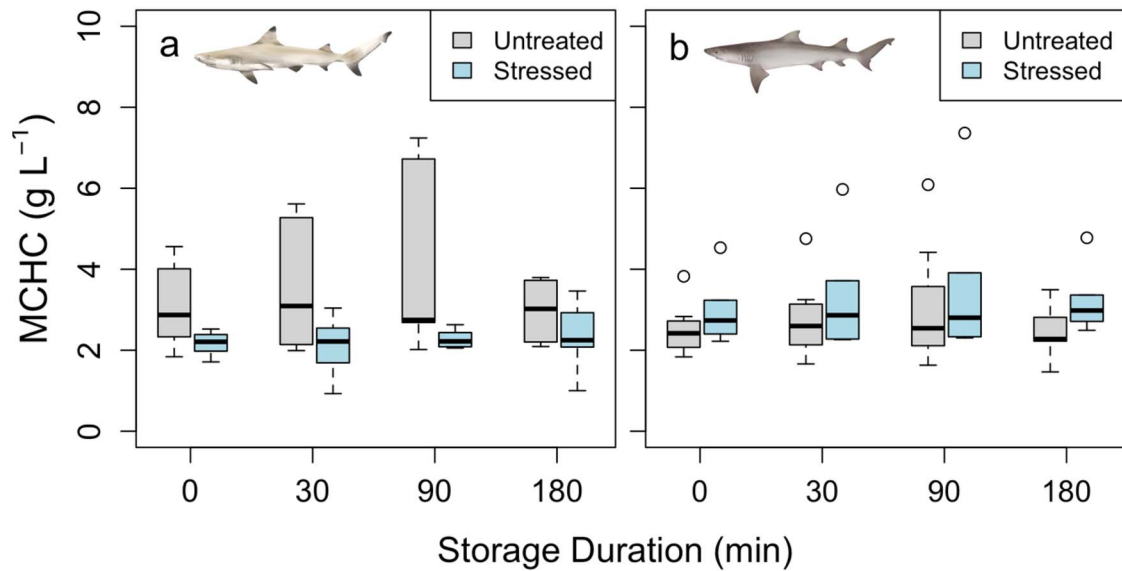 MCHC (g L⁻¹)
10
8
6
4
2
0
a
Untreated
Stressed
b
Untreated
Stressed
0 30 90 180
0 30 90 180
Storage Duration (min)